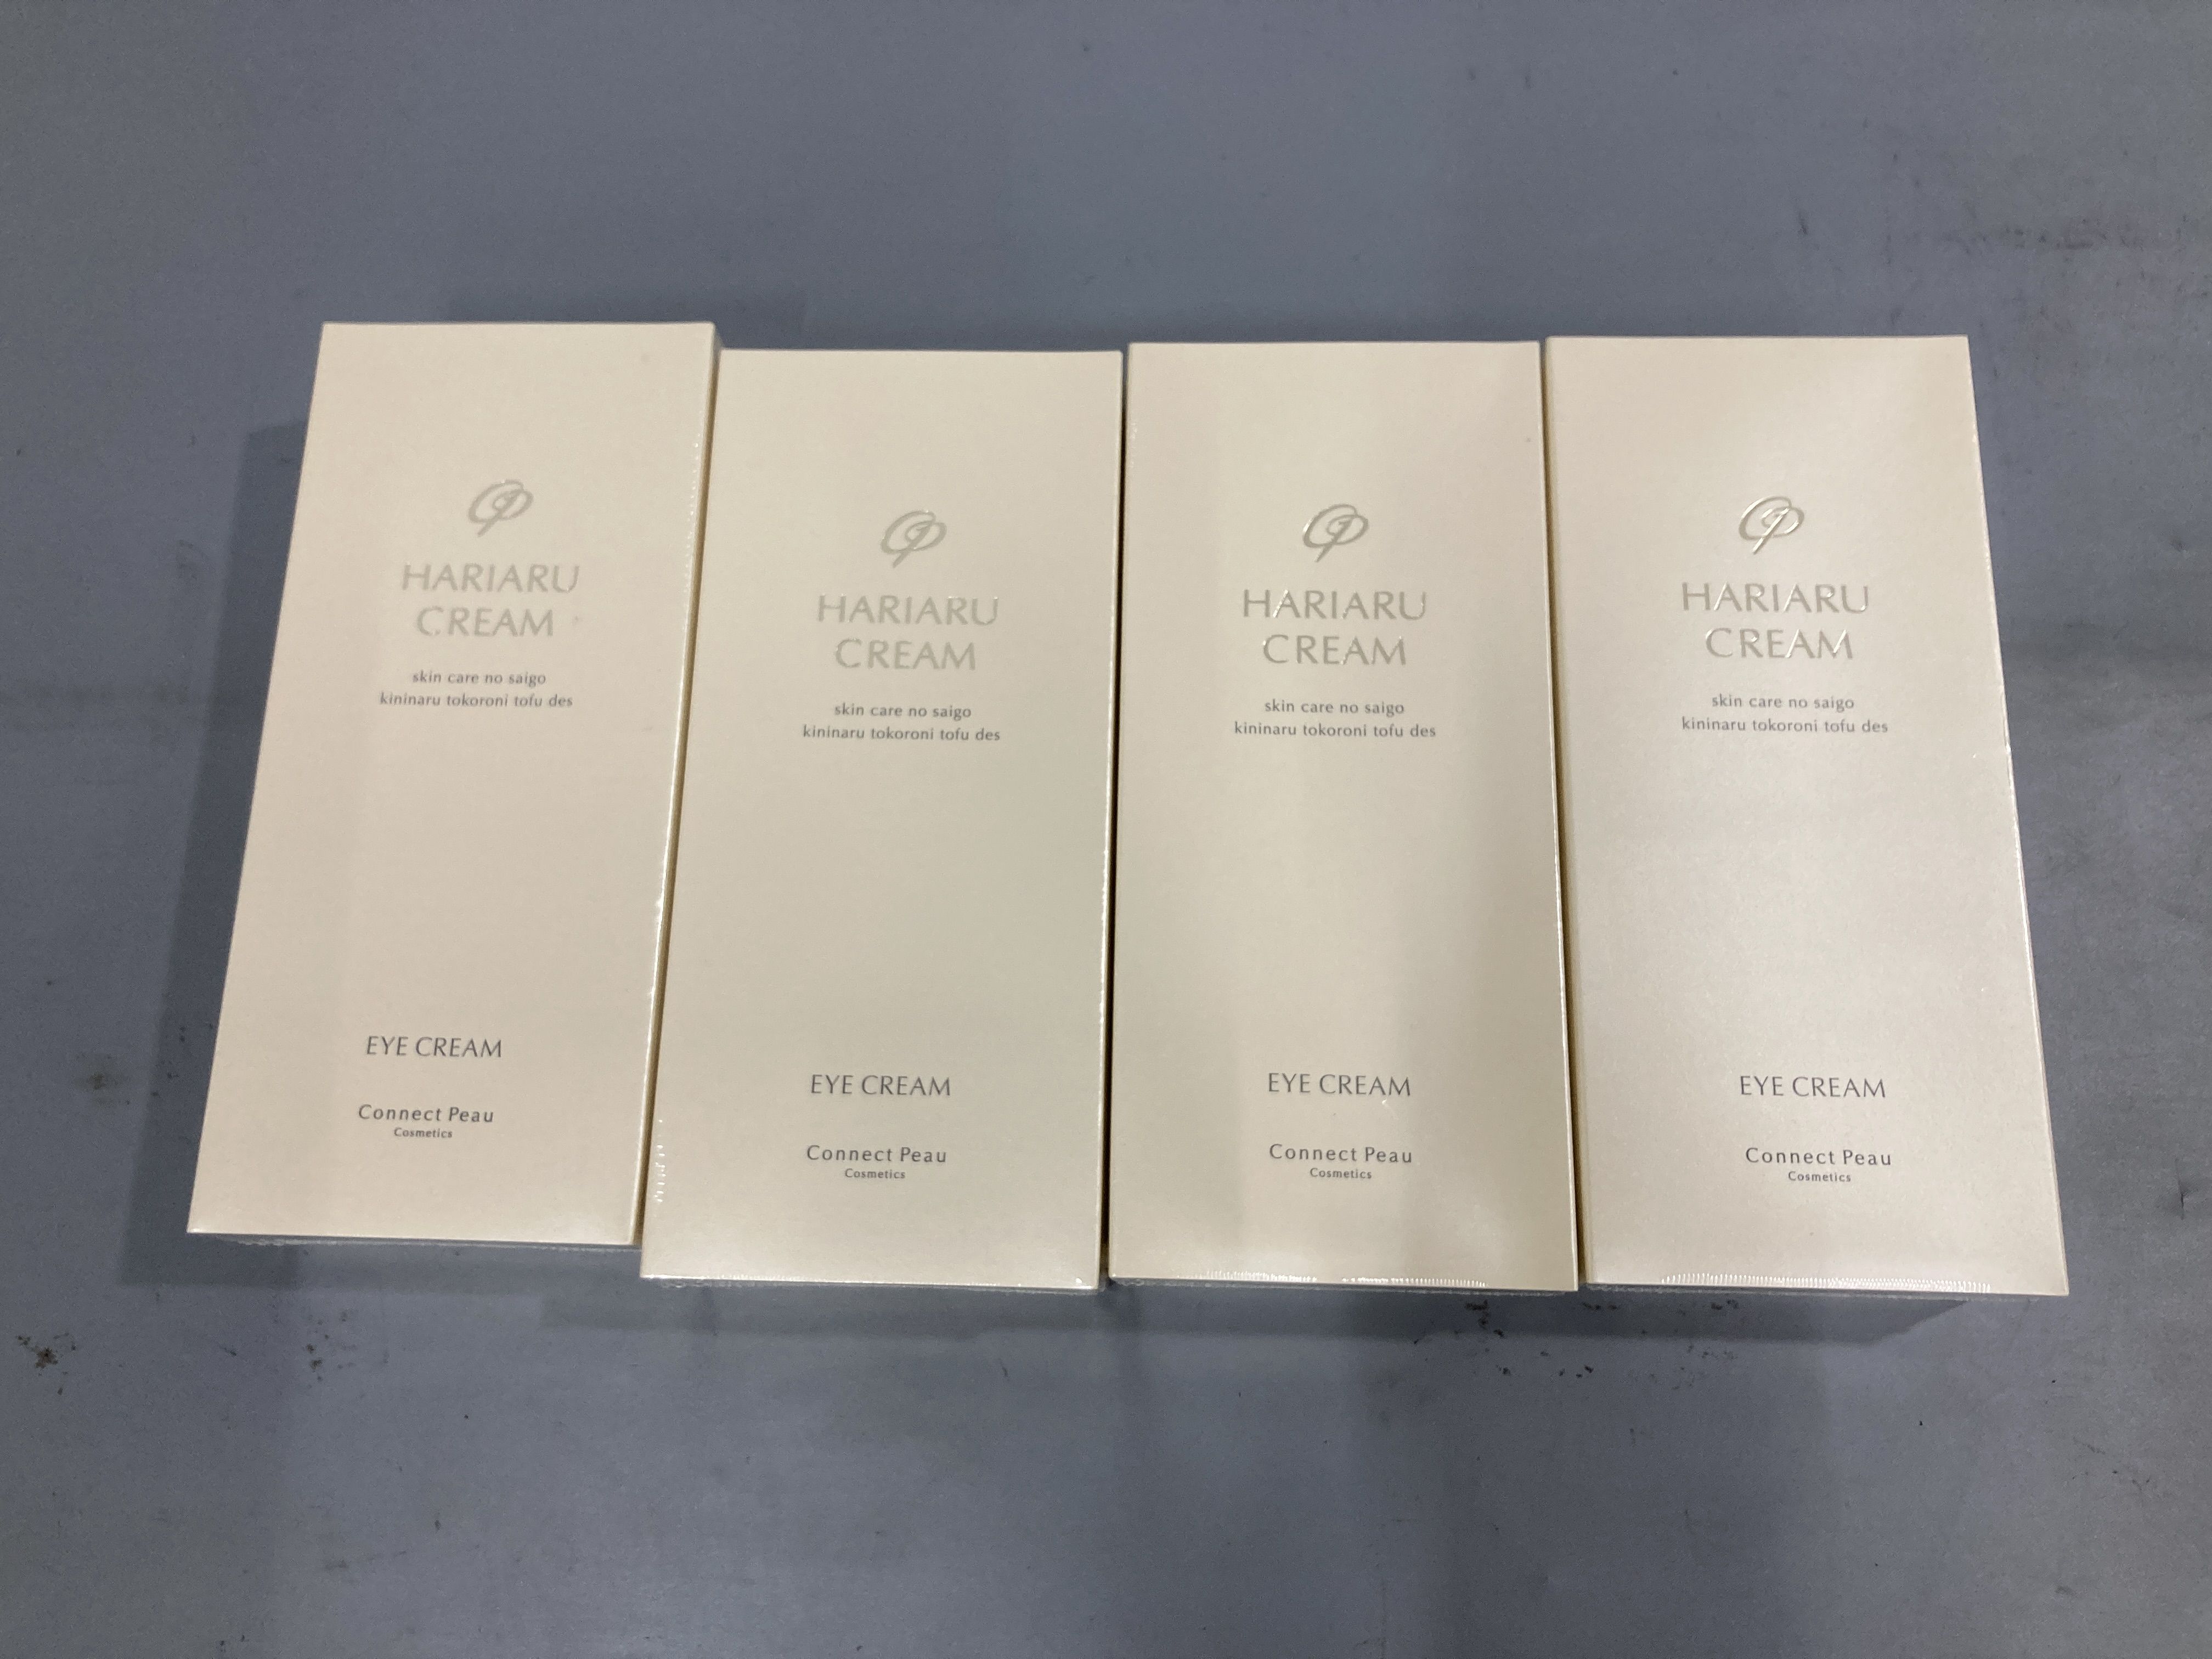 HARIARU
CREAM
skin care no saigo
kininaru tokoroni tofu des
EYE CREAM
Connect Peau
Cosmetics
HARIARU
CREAM
skin care no saigo
kininaru tokoroni tofu des
EYE CREAM
Connect Peau
Cosmetics
HARIARU
CREAM
skin care no saigo
kininaru tokoroni tofu des
EYE CREAM
Connect Peau
Cosmetics
HARIARU
CREAM
skin care no saigo
kininaru tokoroni tofu des
EYE CREAM
Connect Peau
Cosmetics